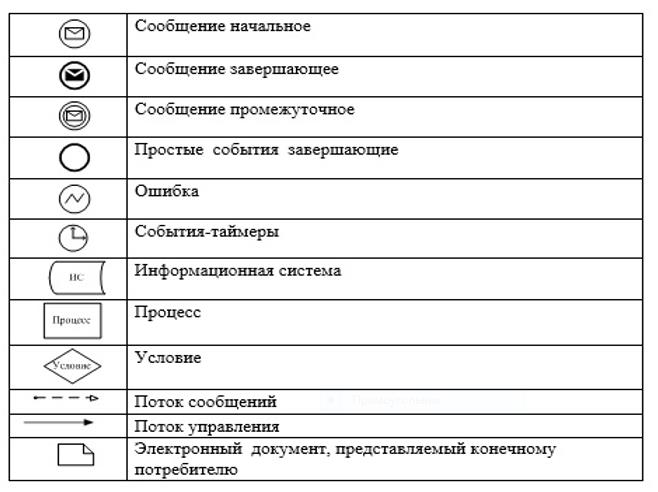 Сообщение начальное
Сообщение завершающее
Сообщение промежуточное
Простые события завершающие
Ошибка
События-таймеры
ИС
Информационная система
Процесс
Процесс
Условие
Условие
Поток сообщений
Поток управления
Электронный документ, представляемый конечному
потребителю